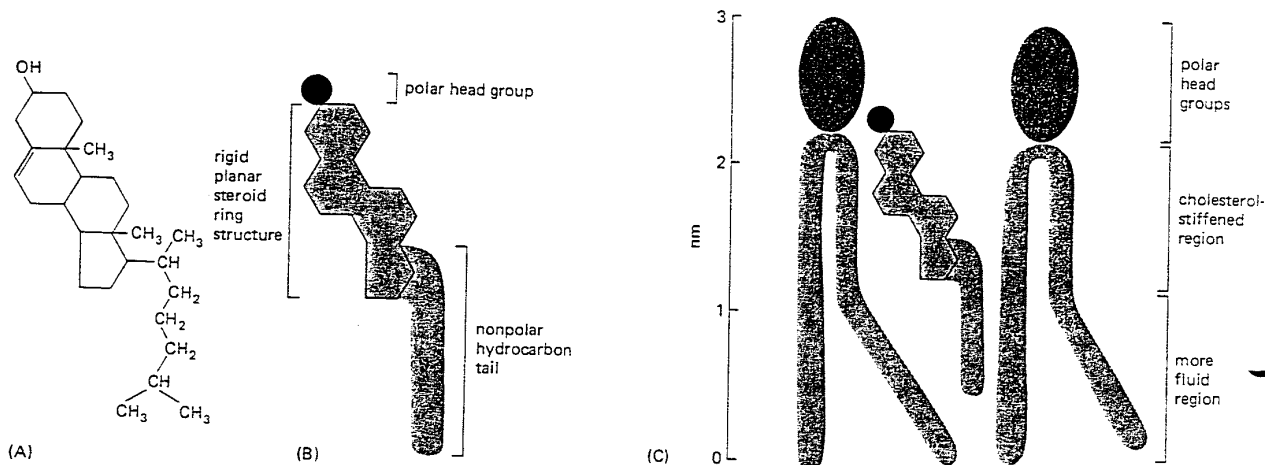 OH
CH3
CH3
CH3
CH
CH2
CH2
CH2
CH
CH3
CH3
(A)
polar head group
rigid
planar
steroid
ring
structure
nonpolar
hydrocarbon
tail
(B)
3
2
nm
1
0
(C)
polar
head
groups
cholesterol-
stiffened
region
more
fluid
region